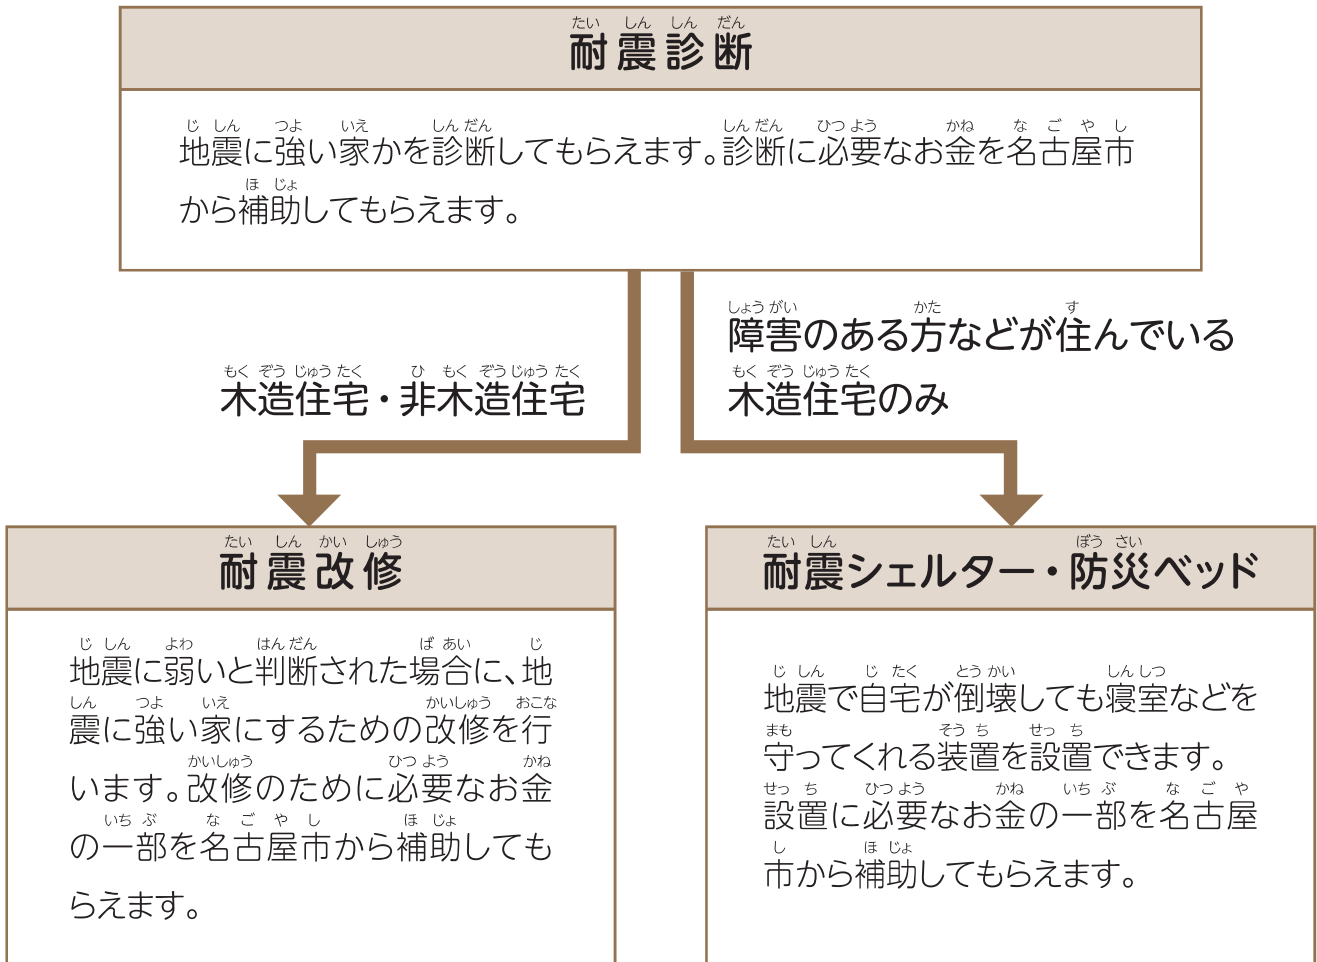 耐震診断
地震に強い家かを診断してもらえます。診断に必要なお金を名古屋市
から補助してもらえます。
木造住宅・非木造住宅
障害のある方などが住んでいる
木造住宅のみ
耐震改修
地震に弱いと判断された場合に、地
震に強い家にするための改修を行
います。改修のために必要なお金
の一部を名古屋市から補助しても
らえます。
耐震シェルター・防災ベッド
地震で自宅が倒壊しても寝室などを
守ってくれる装置を設置できます。
設置に必要なお金の一部を名古屋
市から補助してもらえます。